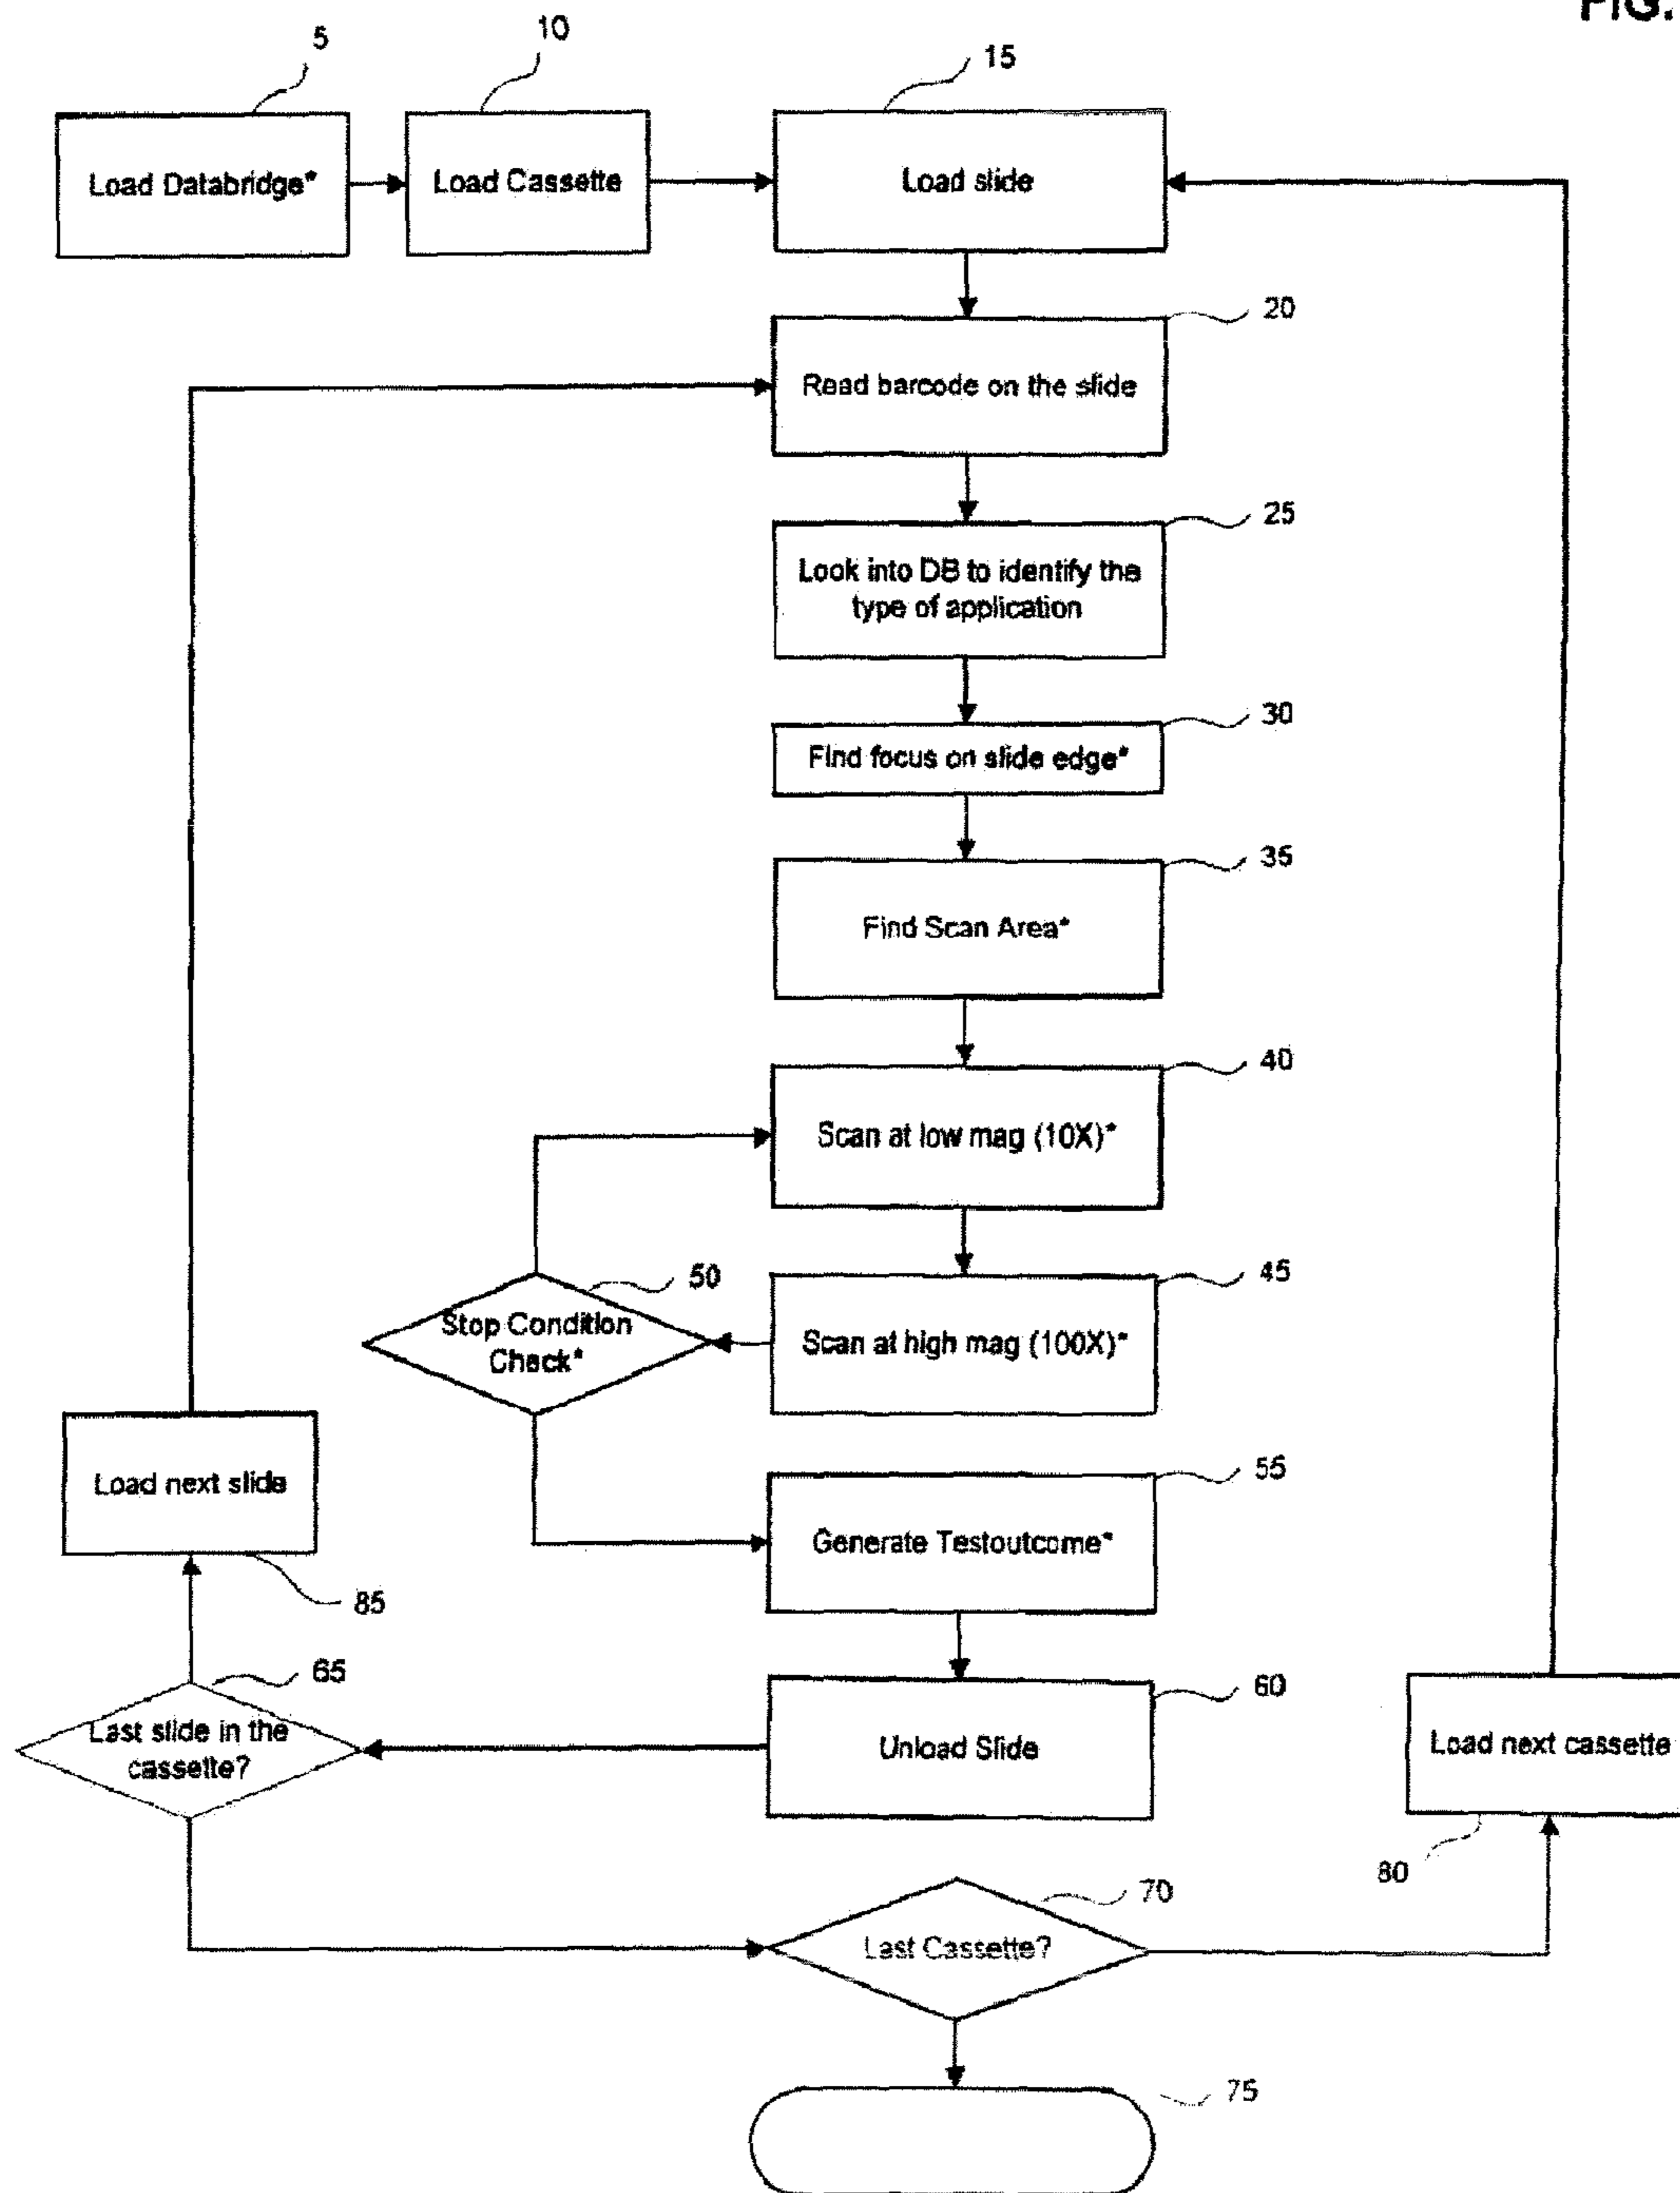 FIG.
5
10
15
Load Databridge*
Load Cassette
Load slide
20
Read barcode on the slide
25
Look into DB to identify the
type of application
30
Find focus on slide edge*
35
Find Scan Area*
40
Scan at low mag (10X)*
50
45
Stop Condition
Check*
Scan at high mag (100X)*
Load next slide
55
Generate Testoutcome*
85
65
60
Last slide in the
cassette?
Unload Slide
Load next cassette
80
70
Last Cassette?
75